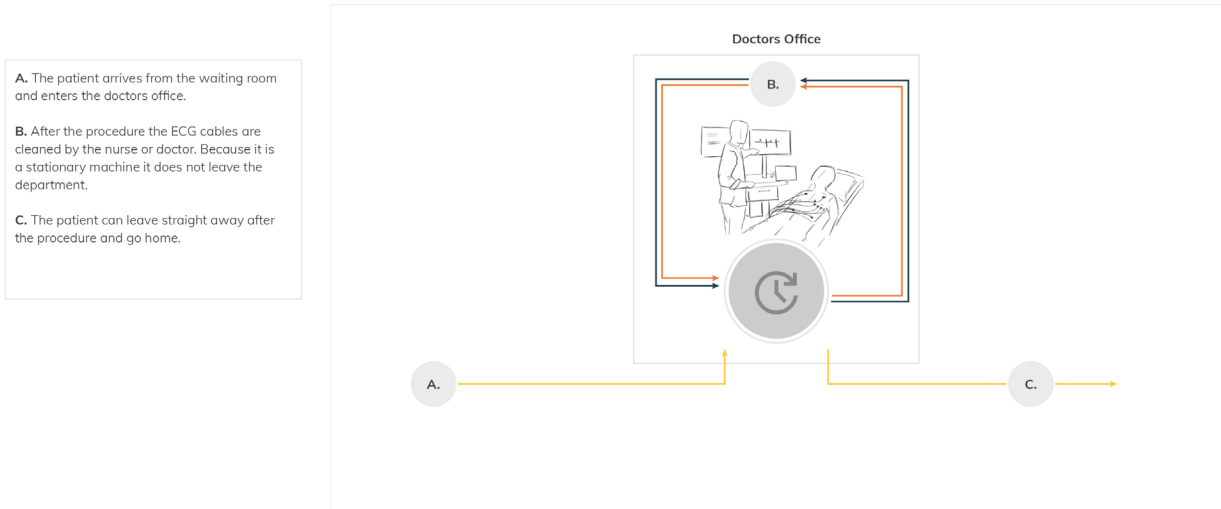 Doctors Office
A. The patient arrives from the waiting room
and enters the doctors office.
B. After the procedure the ECG cables are
cleaned by the nurse or doctor. Because it is
a stationary machine it does not leave the
department.
C. The patient can leave straight away after
the procedure and go home.
B.
A.
C.